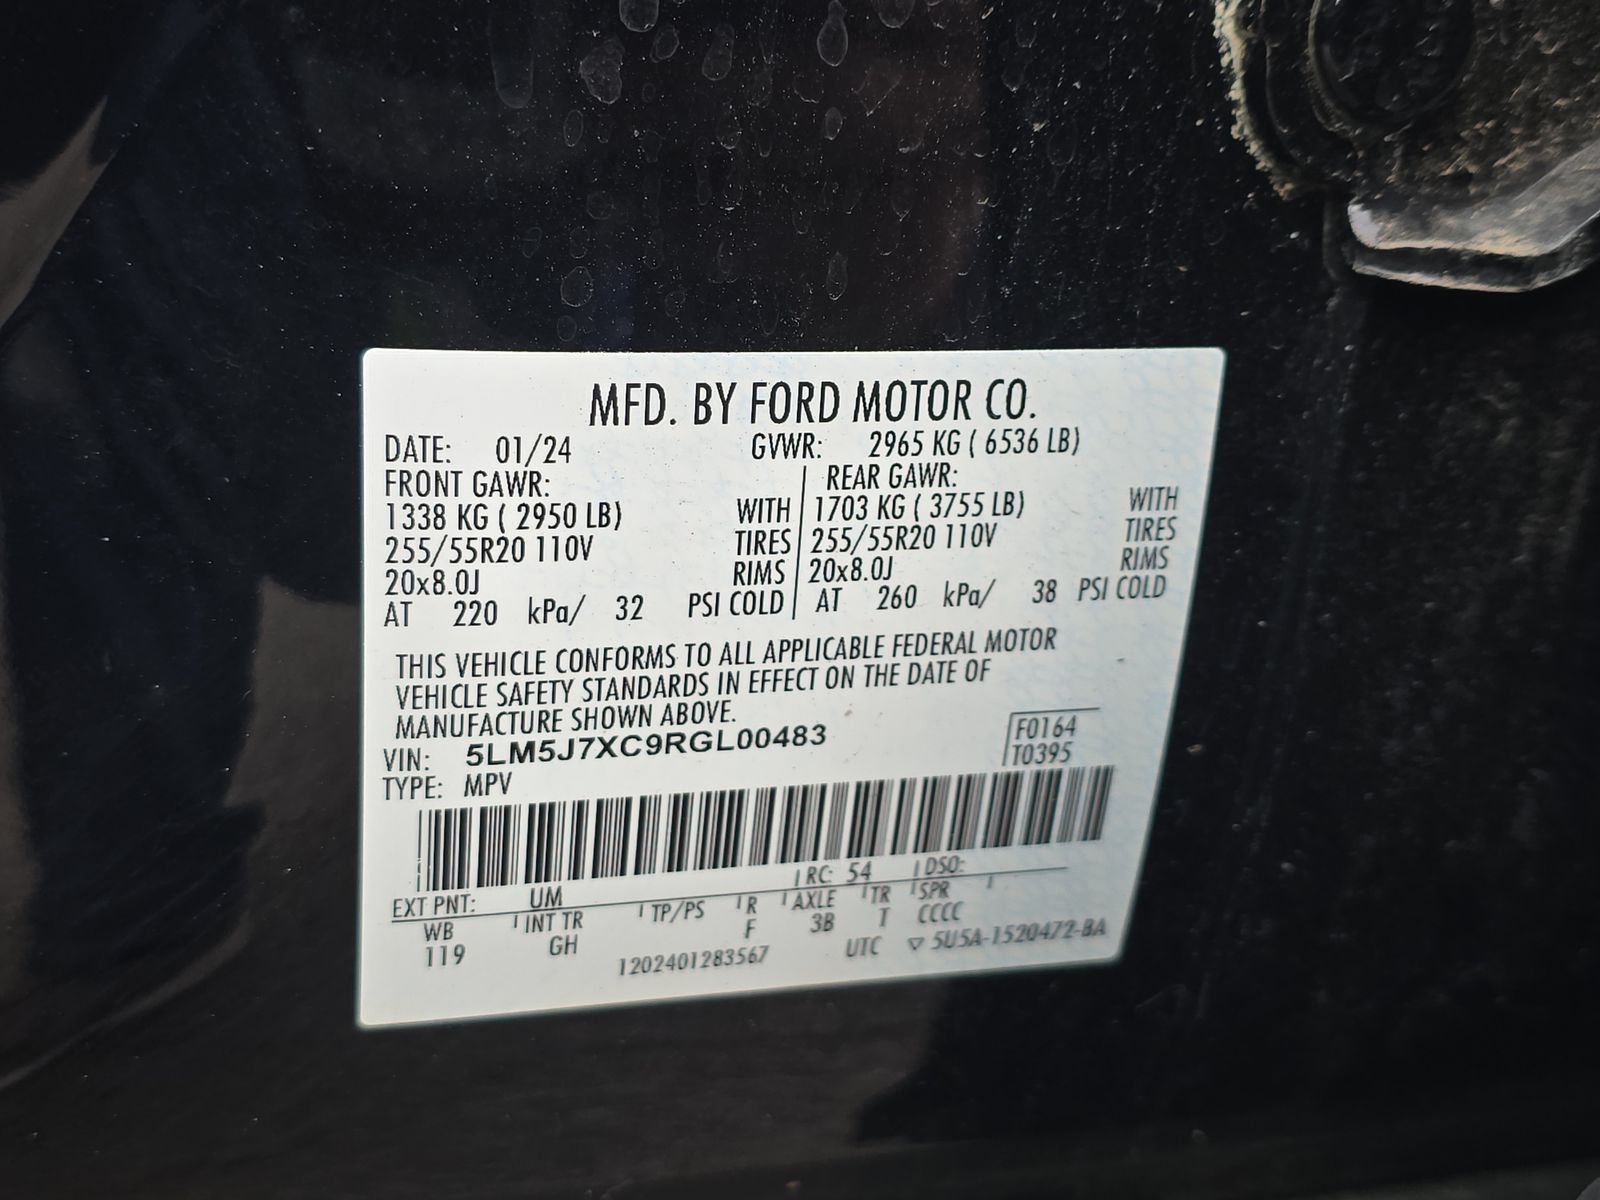 MFD. BY FORD MOTOR CO.
DATE: 01/24 GVWR: 2965 KG ( 6536 LB)
FRONT GAWR: REAR GAWR:
1338 KG ( 2950 LB) WITH 1703 KG ( 3755 LB) WITH
255/55R20 110V TIRES 255/55R20 110V TIRES
20x8.0J RIMS 20x8.0J RIMS
AT 220 kPa/ 32 PSI COLD AT 260 kPa/ 38 PSI COLD
THIS VEHICLE CONFORMS TO ALL APPLICABLE FEDERAL MOTOR
VEHICLE SAFETY STANDARDS IN EFFECT ON THE DATE OF
MANUFACTURE SHOWN ABOVE.
VIN: 5LM5J7XC9RGL00483 F0164
TYPE: MPV T0395
EXT PNT: UM RC: 54 DSO:
WB INT TR TP/PS R AXLE TR SPR
119 GH F 3B T CCCC
1202401283567 UTC ▽ 5U5A-1520472-BA